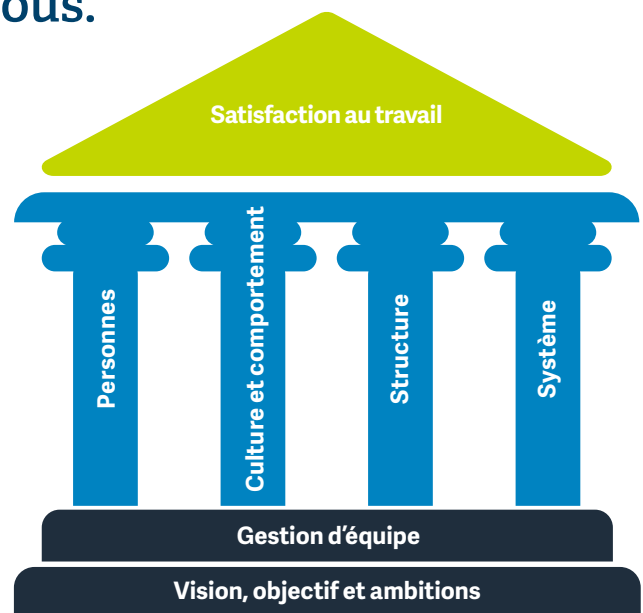 ous.
Satisfaction au travail
Personnes
Culture et comportement
Structure
Système
Gestion d’équipe
Vision, objectif et ambitions